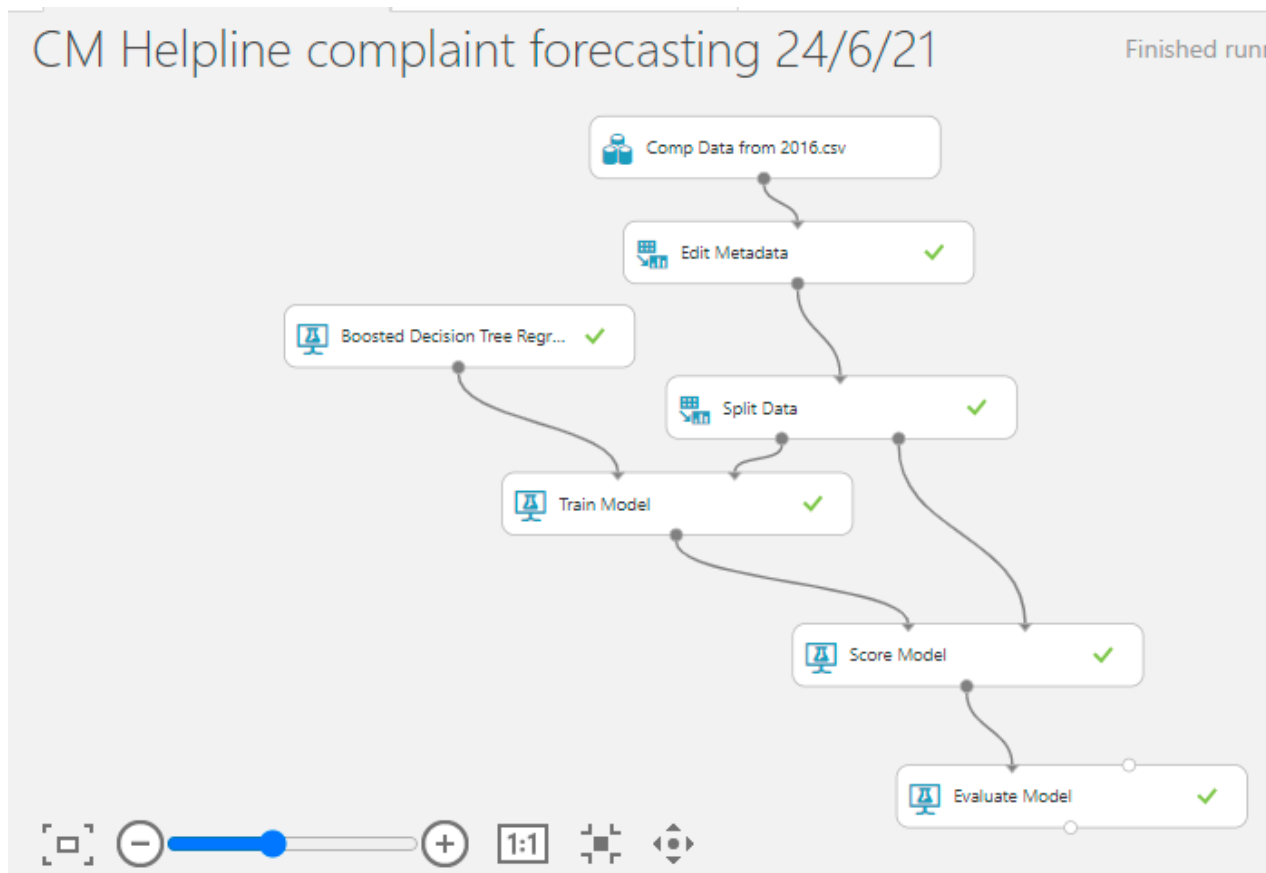 CM Helpline complaint forecasting 24/6/21
Finished runn
Comp Data from 2016.csv
Edit Metadata
Boosted Decision Tree Regr...
Split Data
Train Model
Score Model
Evaluate Model
1:1